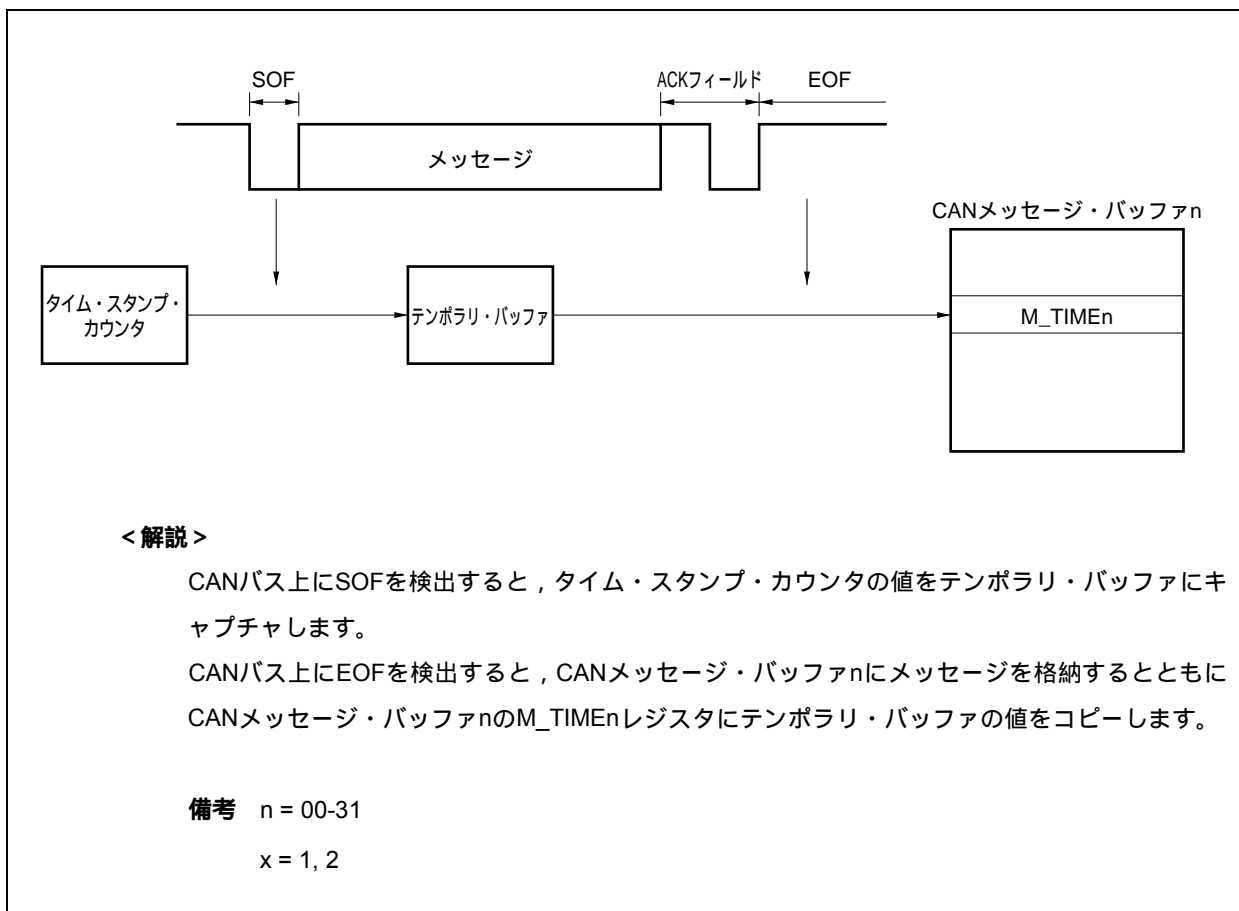 SOF
ACKフィールド
EOF
メッセージ
CANメッセージ・バッファn
タイム・スタンプ・
カウンタ
テンポラリ・バッファ
M_TIMEn
<解説>
CANバス上にSOFを検出すると，タイム・スタンプ・カウンタの値をテンポラリ・バッファにキ
ャプチャします。
CANバス上にEOFを検出すると，CANメッセージ・バッファnにメッセージを格納するとともに
CANメッセージ・バッファnのM_TIMEnレジスタにテンポラリ・バッファの値をコピーします。
備考 n = 00-31
x = 1, 2